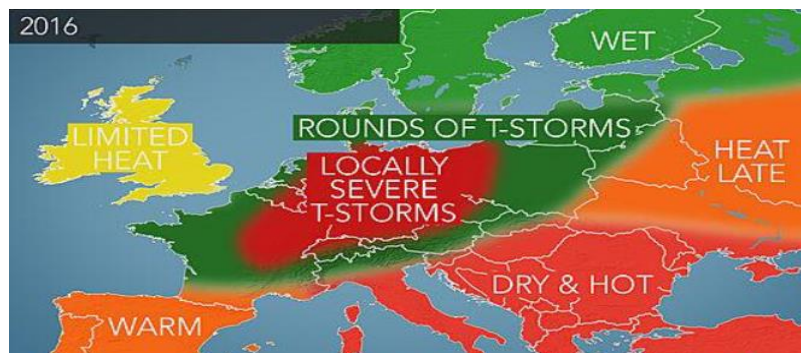 2016
WET
LIMITED
HEAT
ROUNDS OF T-STORMS
LOCALLY
SEVERE
T-STORMS
HEAT
LATE
DRY & HOT
WARM